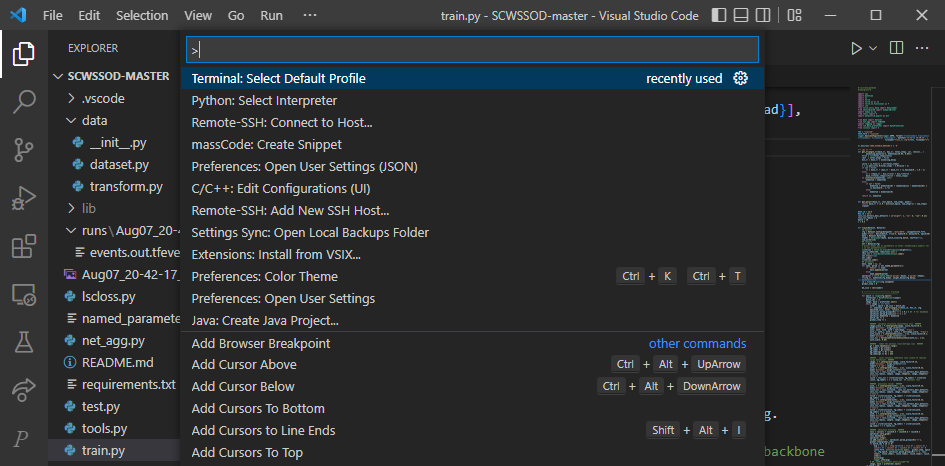 File Edit Selection View Go Run ··· train.py - SCWSSOD-master - Visual Studio Code
EXPLORER
SCWSSOD-MASTER
.vscode
data
__init__.py
dataset.py
transform.py
lib
runs\Aug07_20-4
events.out.tfeve
Aug07_20-42-17_
lscloss.py
named_paramete
net_agg.py
README.md
requirements.txt
test.py
tools.py
train.py
>
Terminal: Select Default Profile recently used
Python: Select Interpreter
Remote-SSH: Connect to Host...
massCode: Create Snippet
Preferences: Open User Settings (JSON)
C/C++: Edit Configurations (UI)
Remote-SSH: Add New SSH Host...
Settings Sync: Open Local Backups Folder
Extensions: Install from VSIX...
Preferences: Color Theme Ctrl + K Ctrl + T
Preferences: Open User Settings
Java: Create Java Project...
Add Browser Breakpoint other commands
Add Cursor Above Ctrl + Alt + UpArrow
Add Cursor Below Ctrl + Alt + DownArrow
Add Cursors To Bottom
Add Cursors to Line Ends Shift + Alt + I
Add Cursors To Top
ad}],
g.
backbone